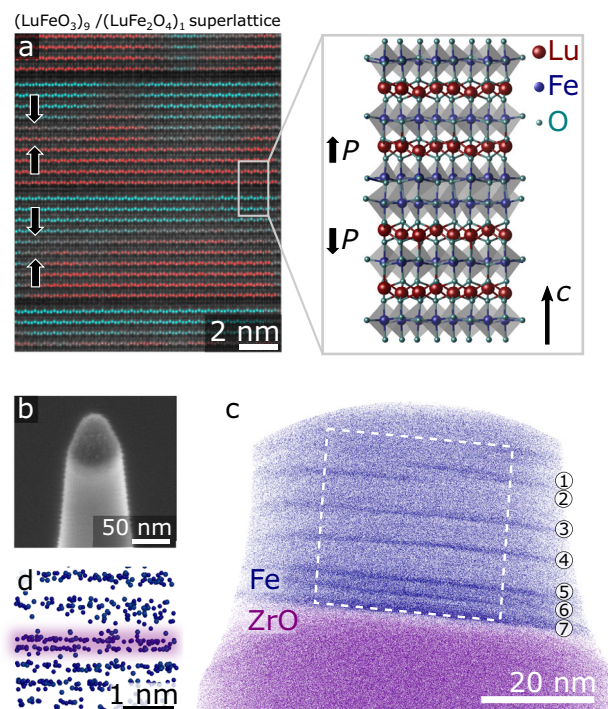 (LuFeO₃)₉ /(LuFe₂O₄)₁ superlattice
a
2 nm
P
P
c
Lu
Fe
O
b
50 nm
c
1
2
3
4
5
6
7
Fe
ZrO
20 nm
d
1 nm